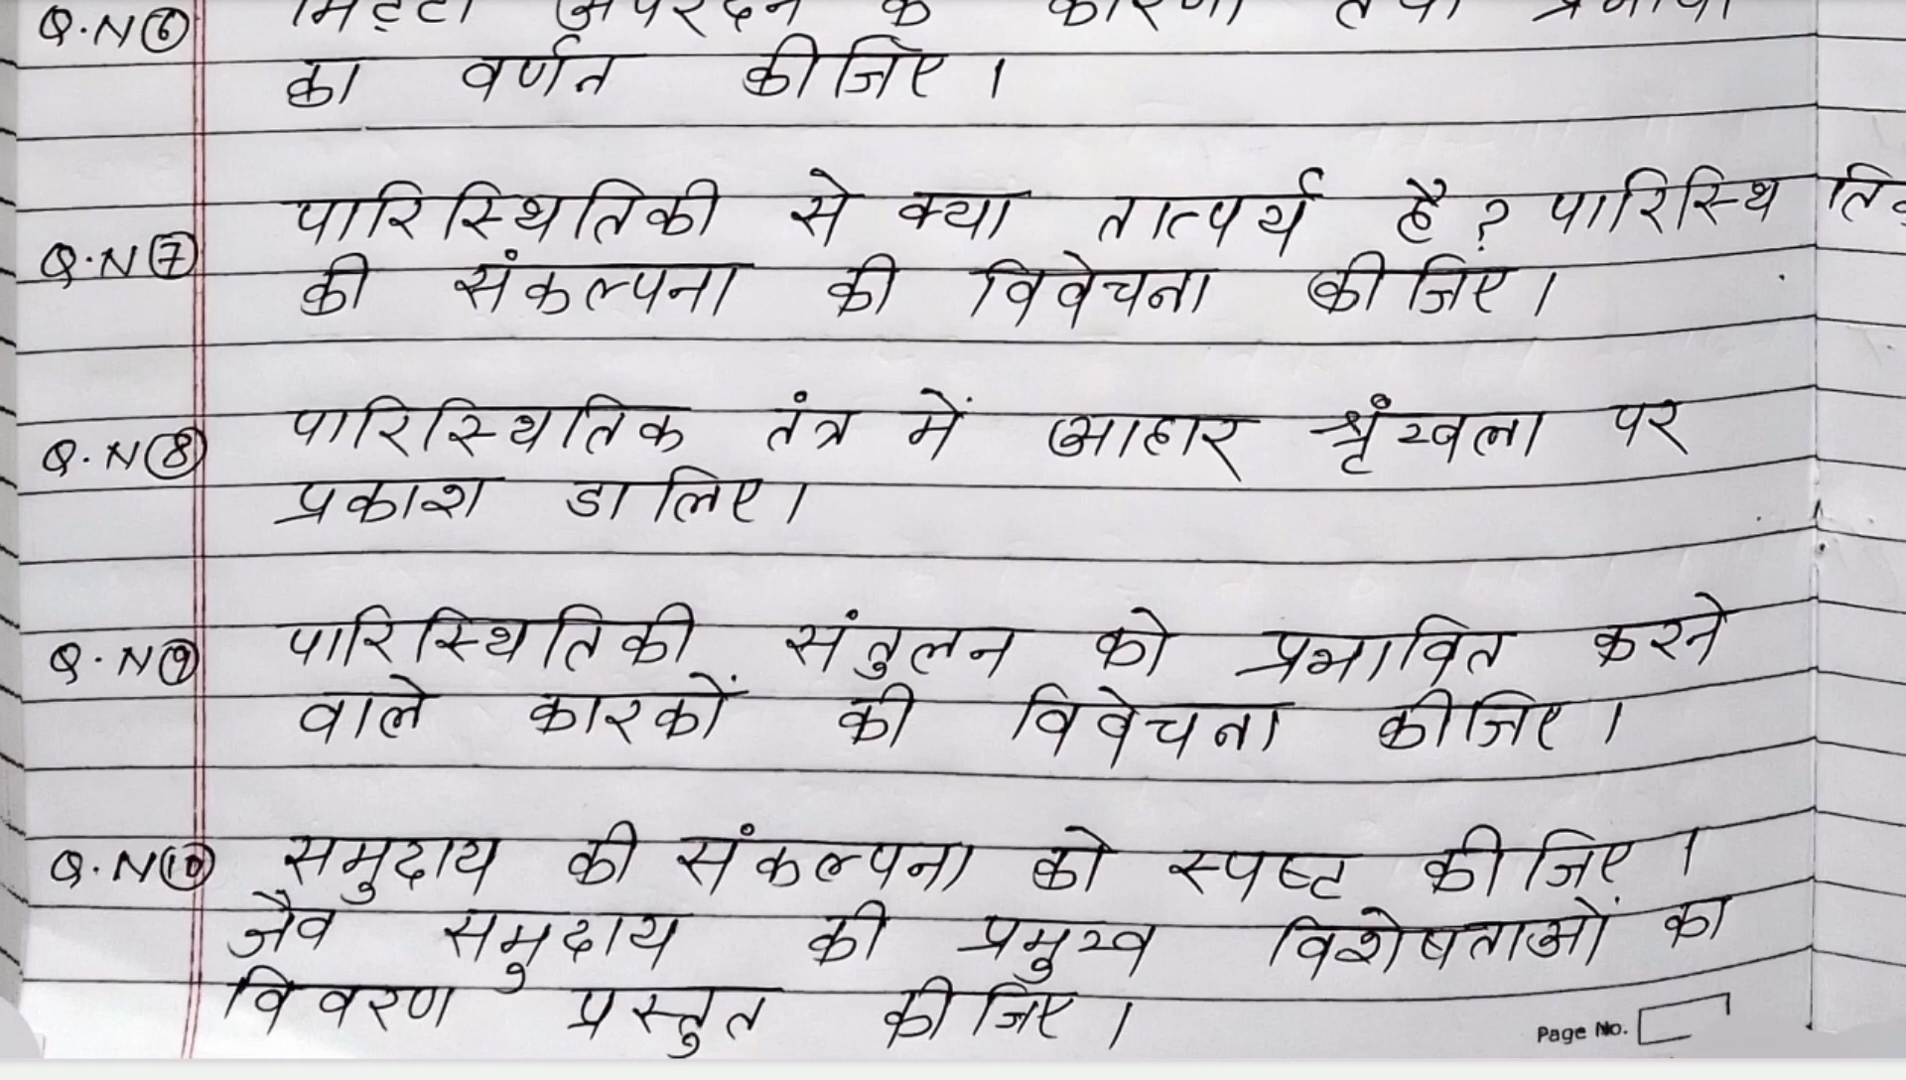 Q.N⑥ मिट्टी अपरदन के कारणों तथा प्रभावों
का वर्णन कीजिए।
Q.N⑦ पारिस्थितिकी से क्या तात्पर्य है? पारिस्थिति
की संकल्पना की विवेचना कीजिए।
Q.N⑧ पारिस्थितिक तंत्र में आहार श्रृंखला पर
प्रकाश डालिए।
Q.N⑨ पारिस्थितिकी संतुलन को प्रभावित करने
वाले कारकों की विवेचना कीजिए।
Q.N⑩ समुदाय की संकल्पना को स्पष्ट कीजिए।
जैव समुदाय की प्रमुख विशेषताओं का
विवरण प्रस्तुत कीजिए।
Page No.